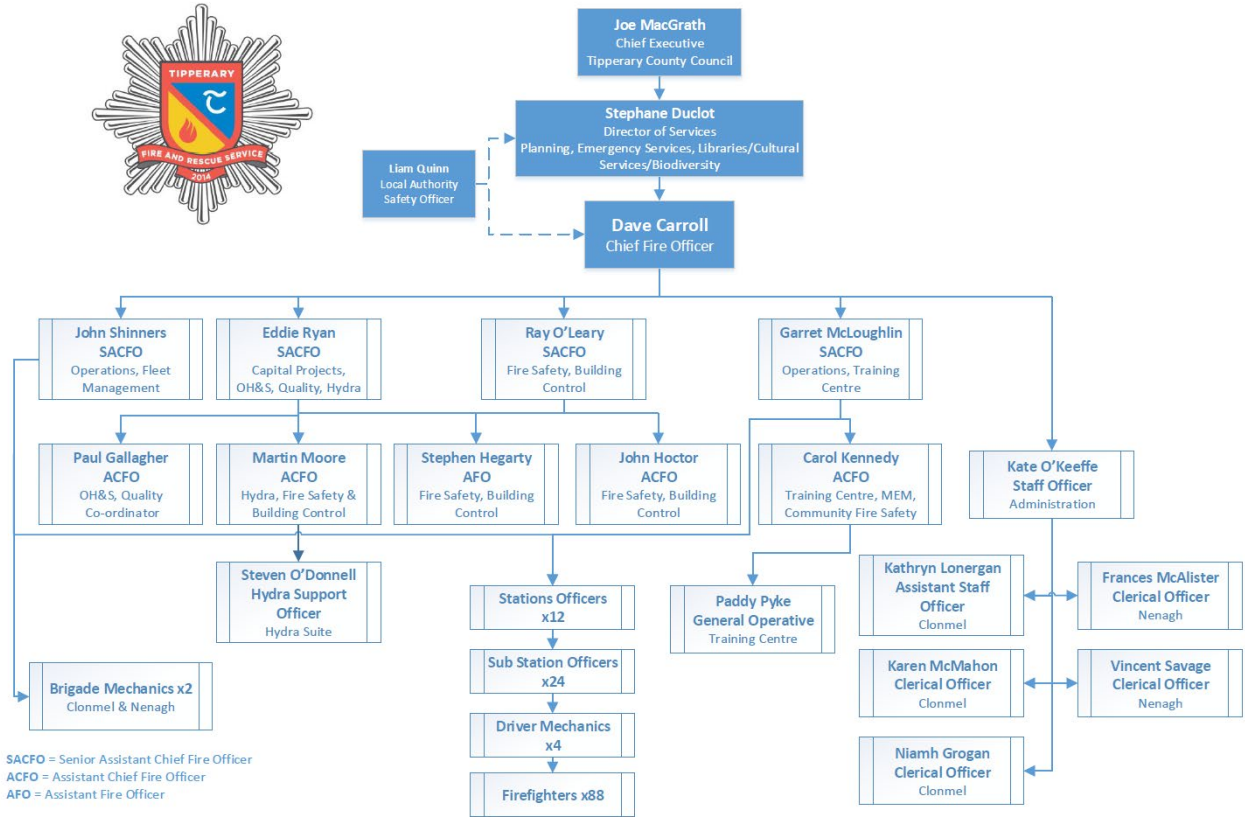 Joe MacGrath
Chief Executive
Tipperary County Council
TIPPERARY
FIRE AND RESCUE SERVICE
2014
Stephane Duclot
Director of Services
Planning, Emergency Services, Libraries/Cultural
Services/Biodiversity
Liam Quinn
Local Authority
Safety Officer
Dave Carroll
Chief Fire Officer
John Shinners
SACFO
Operations, Fleet
Management
Eddie Ryan
SACFO
Capital Projects,
OH&S, Quality, Hydra
Ray O'Leary
SACFO
Fire Safety, Building
Control
Garret McLoughlin
SACFO
Operations, Training
Centre
Paul Gallagher
ACFO
OH&S, Quality
Co-ordinator
Martin Moore
ACFO
Hydra, Fire Safety &
Building Control
Stephen Hegarty
AFO
Fire Safety, Building
Control
John Hoctor
ACFO
Fire Safety, Building
Control
Carol Kennedy
ACFO
Training Centre, MEM,
Community Fire Safety
Kate O'Keeffe
Staff Officer
Administration
Steven O'Donnell
Hydra Support
Officer
Hydra Suite
Stations Officers
x12
Paddy Pyke
General Operative
Training Centre
Kathryn Lonergan
Assistant Staff
Officer
Clonmel
Frances McAlister
Clerical Officer
Nenagh
Brigade Mechanics x2
Clonmel & Nenagh
Sub Station Officers
x24
Karen McMahon
Clerical Officer
Clonmel
Vincent Savage
Clerical Officer
Nenagh
Driver Mechanics
x4
Firefighters x88
Niamh Grogan
Clerical Officer
Clonmel
SACFO = Senior Assistant Chief Fire Officer
ACFO = Assistant Chief Fire Officer
AFO = Assistant Fire Officer